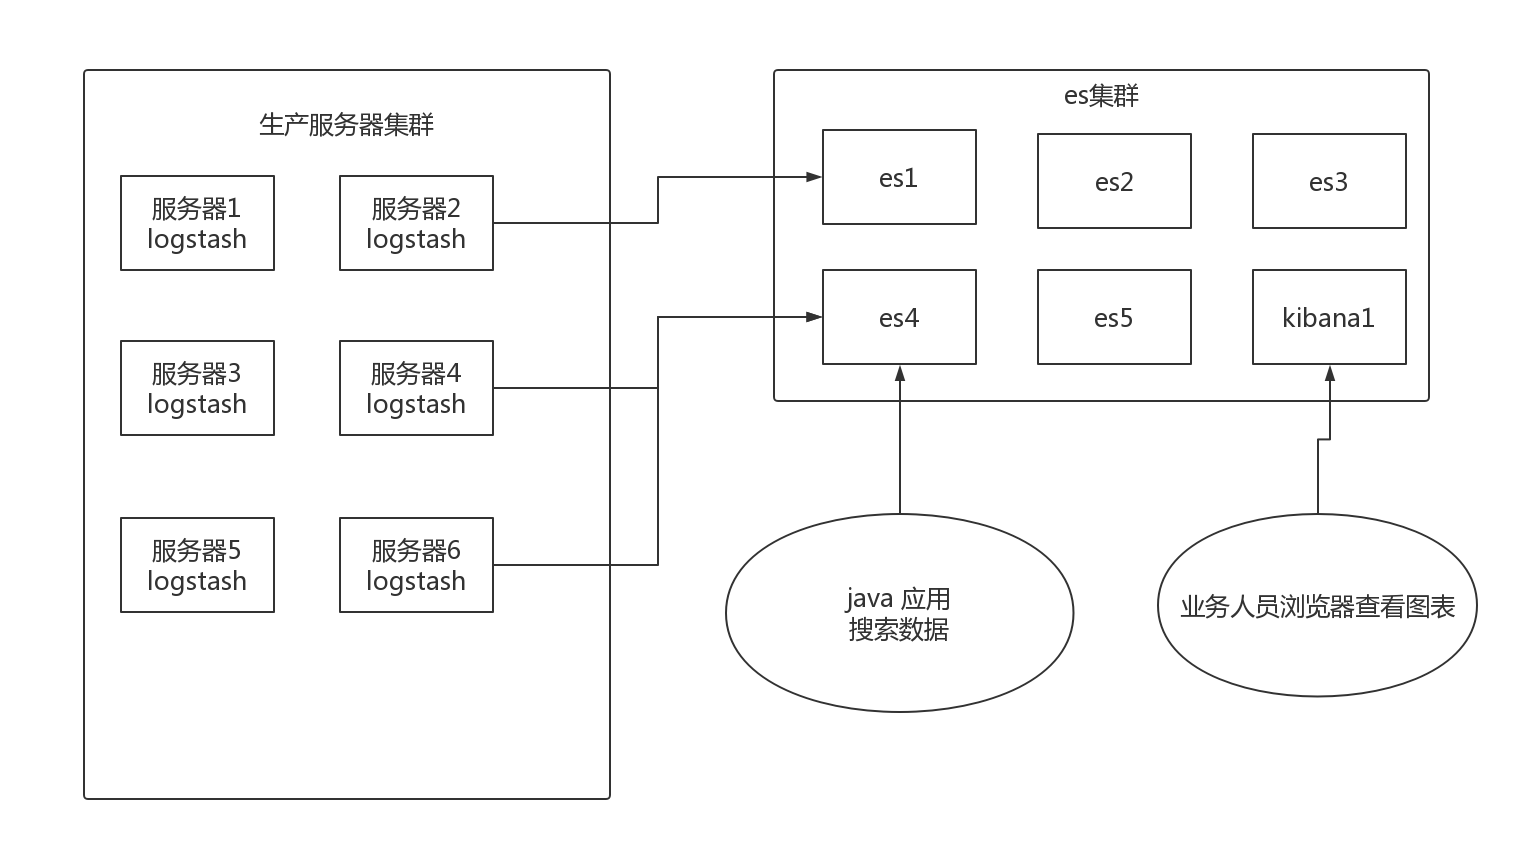 生产服务器集群
服务器1
logstash
服务器2
logstash
服务器3
logstash
服务器4
logstash
服务器5
logstash
服务器6
logstash
es集群
es1
es2
es3
es4
es5
kibana1
java 应用
搜索数据
业务人员浏览器查看图表